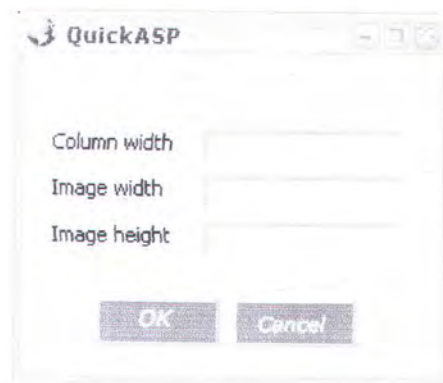 QuickASP
Column width
Image width
Image height
OK
Cancel